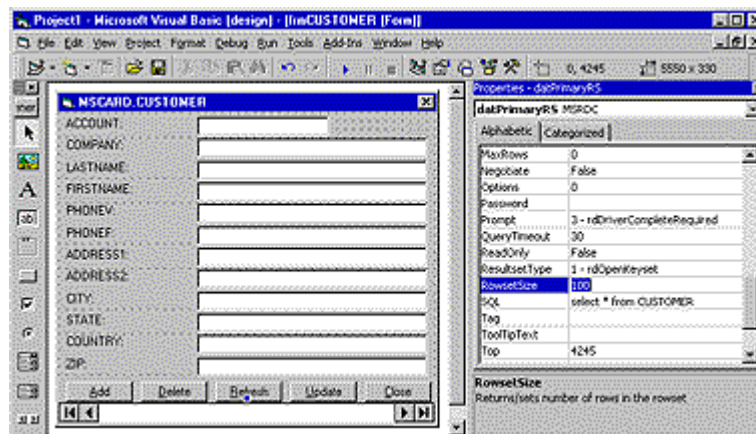 Project1 - Microsoft Visual Basic [design] - [frmCUSTOMER (Form)]
File Edit View Project Format Debug Run Tools Add-Ins Window Help
0, 4245 5550 x 330
Properties - datPrimaryRS
MSCARD.CUSTOMER
datPrimaryRS MSRDC
Alphabetic Categorized
ACCOUNT:
COMPANY:
LASTNAME:
FIRSTNAME:
PHONEV:
PHONEF:
ADDRESS1:
ADDRESS2:
CITY:
STATE:
COUNTRY:
ZIP:
Add Delete Refresh Update Close
MaxRows 0
Negotiate False
Options 0
Password
Prompt 3 - rdDriverCompleteRequired
QueryTimeout 30
ReadOnly False
ResultsetType 1 - rdOpenKeyset
RowsetSize 100
SQL select * from CUSTOMER
Tag
ToolTipText
Top 4245
RowsetSize
Returns/sets number of rows in the rowset
A
ab